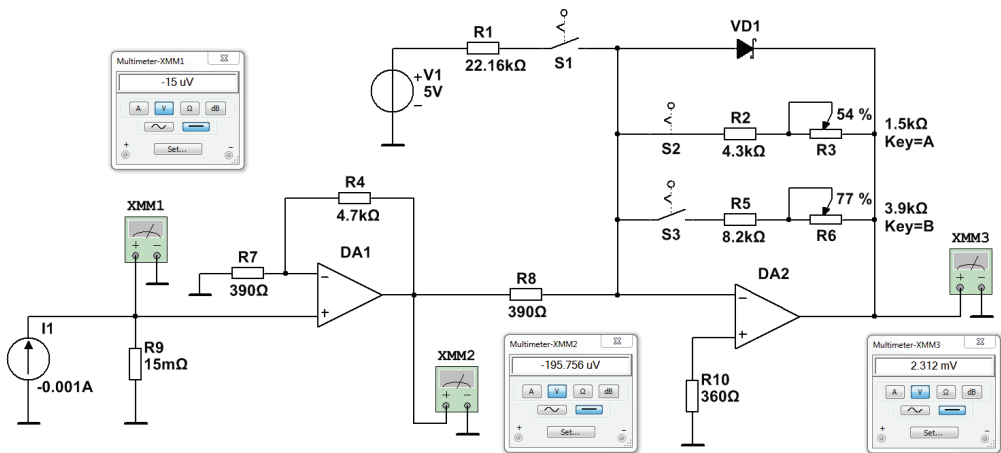 VD1
R1
22.16kΩ
S1
V1
5V
+
−
Multimeter-XMM1
-15 uV
A
V
Ω
dB
Set...
+
−
54 %
1.5kΩ
Key=A
R2
4.3kΩ
R3
S2
R4
4.7kΩ
77 %
3.9kΩ
Key=B
R5
8.2kΩ
R6
S3
XMM1
+
−
XMM3
+
−
R7
390Ω
DA1
−
+
R8
390Ω
DA2
−
+
I1
-0.001A
R9
15mΩ
XMM2
+
−
Multimeter-XMM2
-195.756 uV
A
V
Ω
dB
Set...
+
−
R10
360Ω
Multimeter-XMM3
2.312 mV
A
V
Ω
dB
Set...
+
−